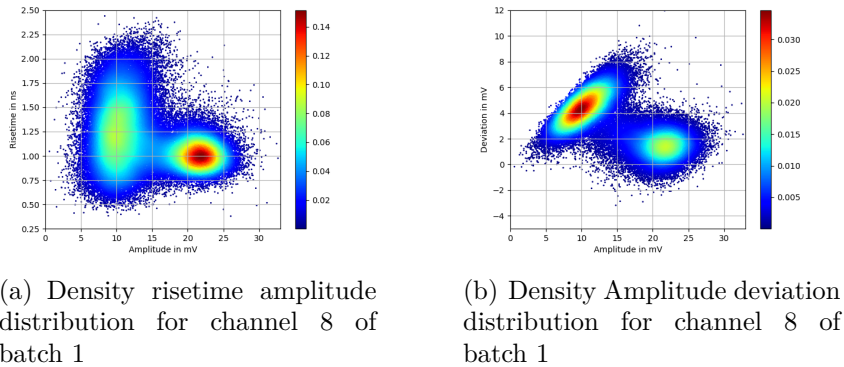 2.50
2.25
2.00
1.75
1.50
1.25
1.00
0.75
0.50
0.25
Risetime in ns
0 5 10 15 20 25 30
Amplitude in mV
0.14
0.12
0.10
0.08
0.06
0.04
0.02
12
10
8
6
4
2
0
−2
−4
Deviation in mV
0 5 10 15 20 25 30
Amplitude in mV
0.030
0.025
0.020
0.015
0.010
0.005
(a) Density risetime amplitude
distribution for channel 8 of
batch 1
(b) Density Amplitude deviation
distribution for channel 8 of
batch 1